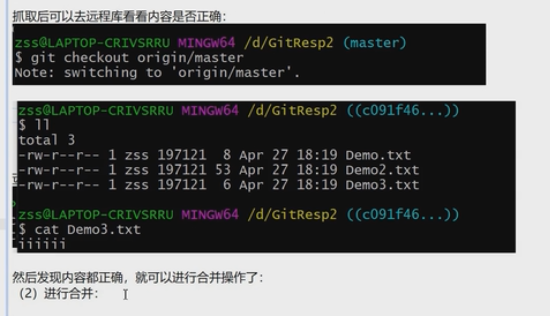 抓取后可以去远程库看看内容是否正确：
zss@LAPTOP-CRIVSRRU MINGW64 /d/GitResp2 (master)
$ git checkout origin/master
Note: switching to 'origin/master'.
zss@LAPTOP-CRIVSRRU MINGW64 /d/GitResp2 ((c091f46...))
$ ll
total 3
-rw-r--r-- 1 zss 197121  8 Apr 27 18:19 Demo.txt
-rw-r--r-- 1 zss 197121 53 Apr 27 18:19 Demo2.txt
-rw-r--r-- 1 zss 197121  6 Apr 27 18:19 Demo3.txt
zss@LAPTOP-CRIVSRRU MINGW64 /d/GitResp2 ((c091f46...))
$ cat Demo3.txt
iiiiii
然后发现内容都正确，就可以进行合并操作了：
（2）进行合并：